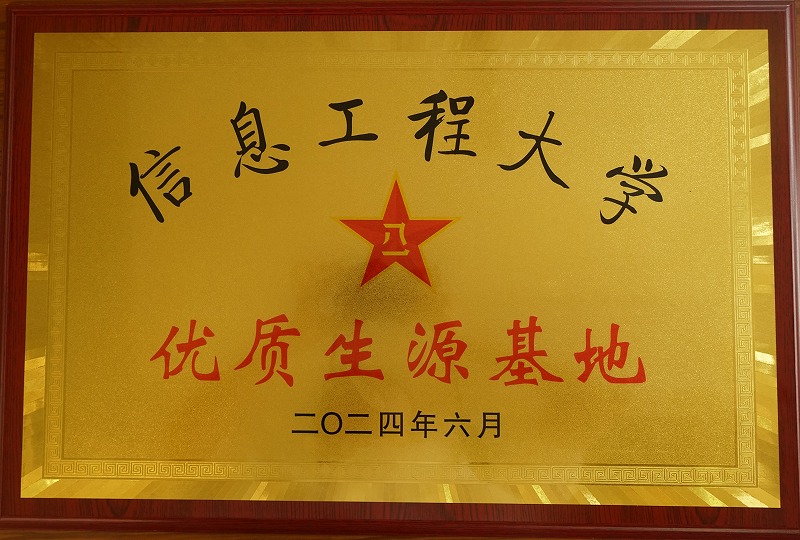 信息工程大学
八一
优质生源基地
二〇二四年六月